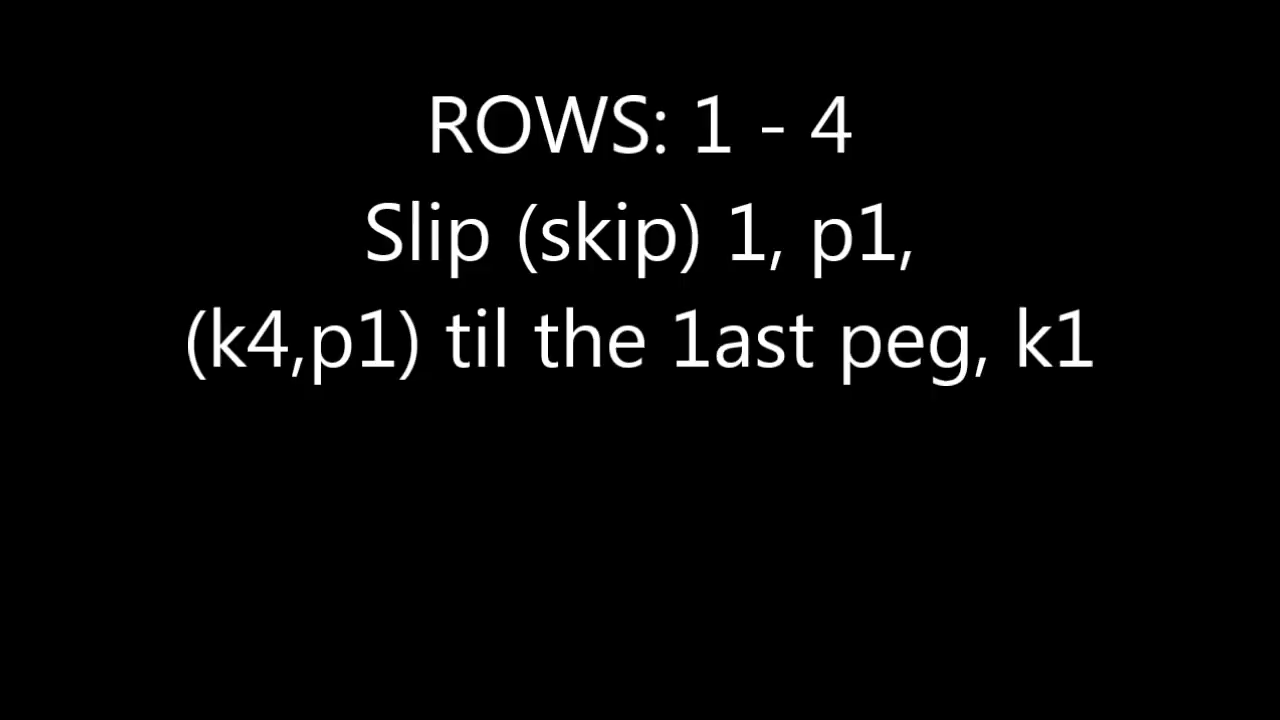 ROWS: 1 - 4
Slip (skip) 1, p1,
(k4,p1) til the 1ast peg, k1